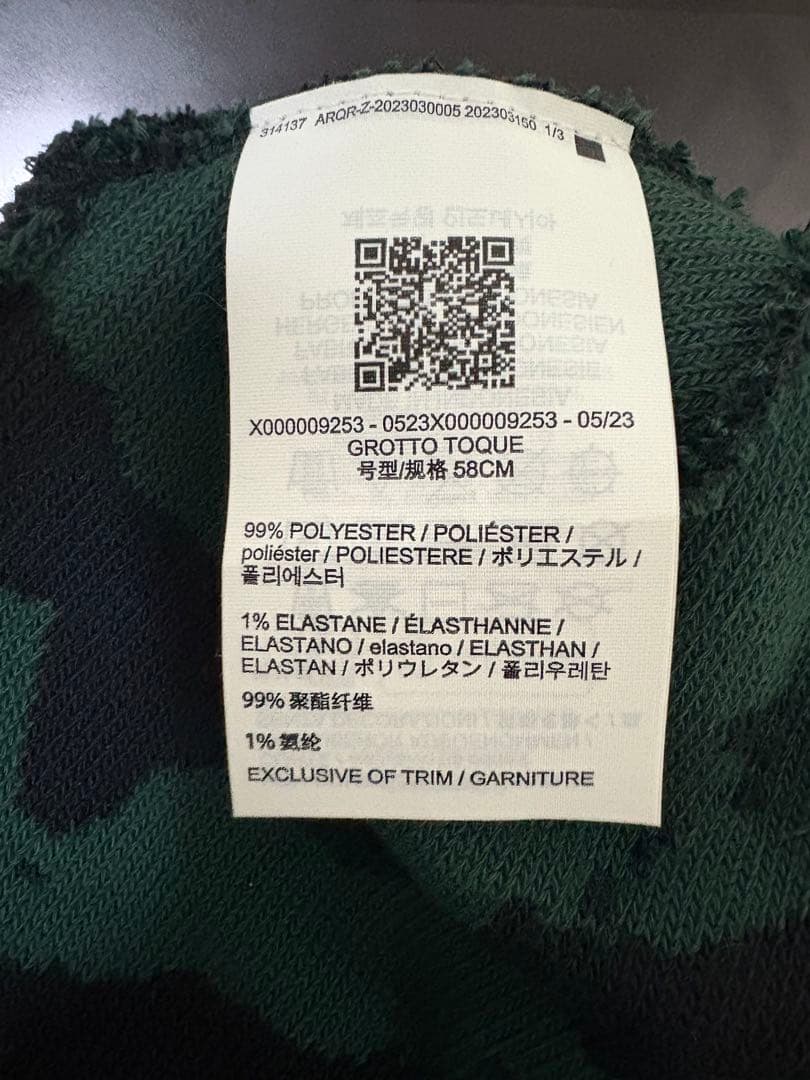 314137 ARQR-Z-2023030005 202303150 1/3
X000009253 - 0523X000009253 - 05/23
GROTTO TOQUE
号型/规格 58CM
99% POLYESTER / POLIÉSTER /
poliéster / POLIESTERE / ポリエステル /
폴리에스터
1% ELASTANE / ÉLASTHANNE /
ELASTANO / elastano / ELASTHAN /
ELASTAN / ポリウレタン / 폴리우레탄
99% 聚酯纤维
1% 氨纶
EXCLUSIVE OF TRIM / GARNITURE